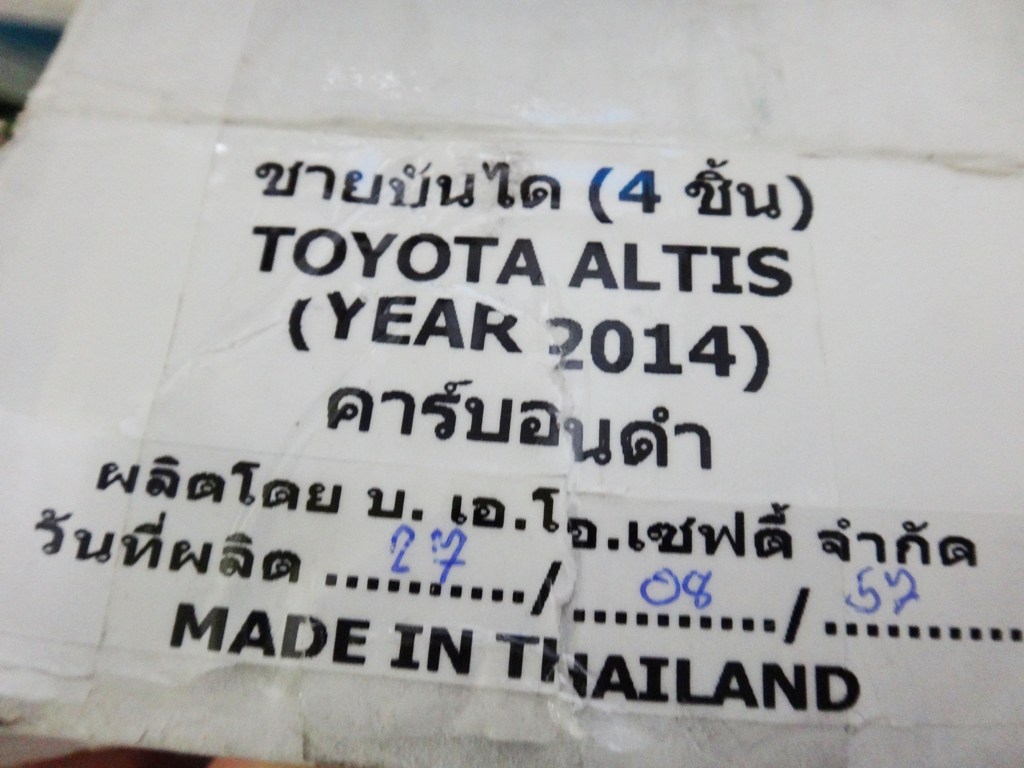 ชายบันได (4 ชิ้น)
TOYOTA ALTIS
(YEAR 2014)
คาร์บอนดำ
ผลิตโดย บ. เอ.โอ.เซฟตี้ จำกัด
วันที่ผลิต ..........27........../..........08........../..........57..........
MADE IN THAILAND